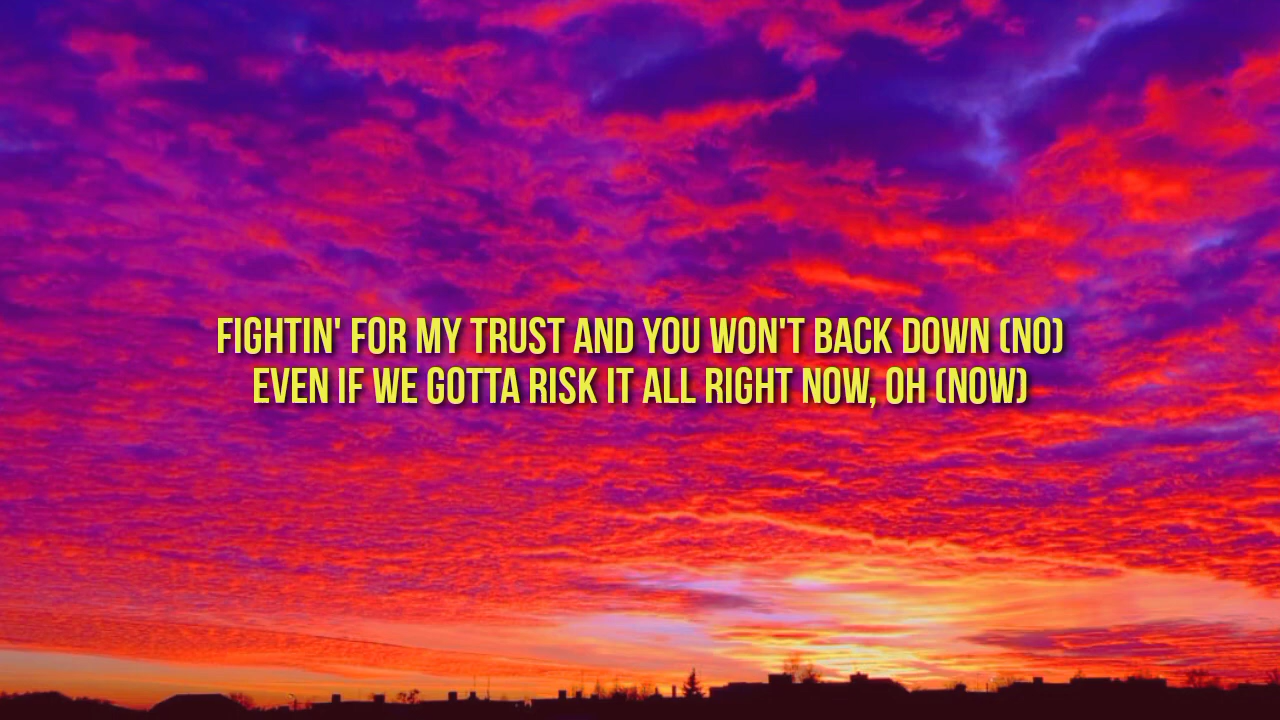 FIGHTIN' FOR MY TRUST AND YOU WON'T BACK DOWN (NO)
EVEN IF WE GOTTA RISK IT ALL RIGHT NOW, OH (NOW)